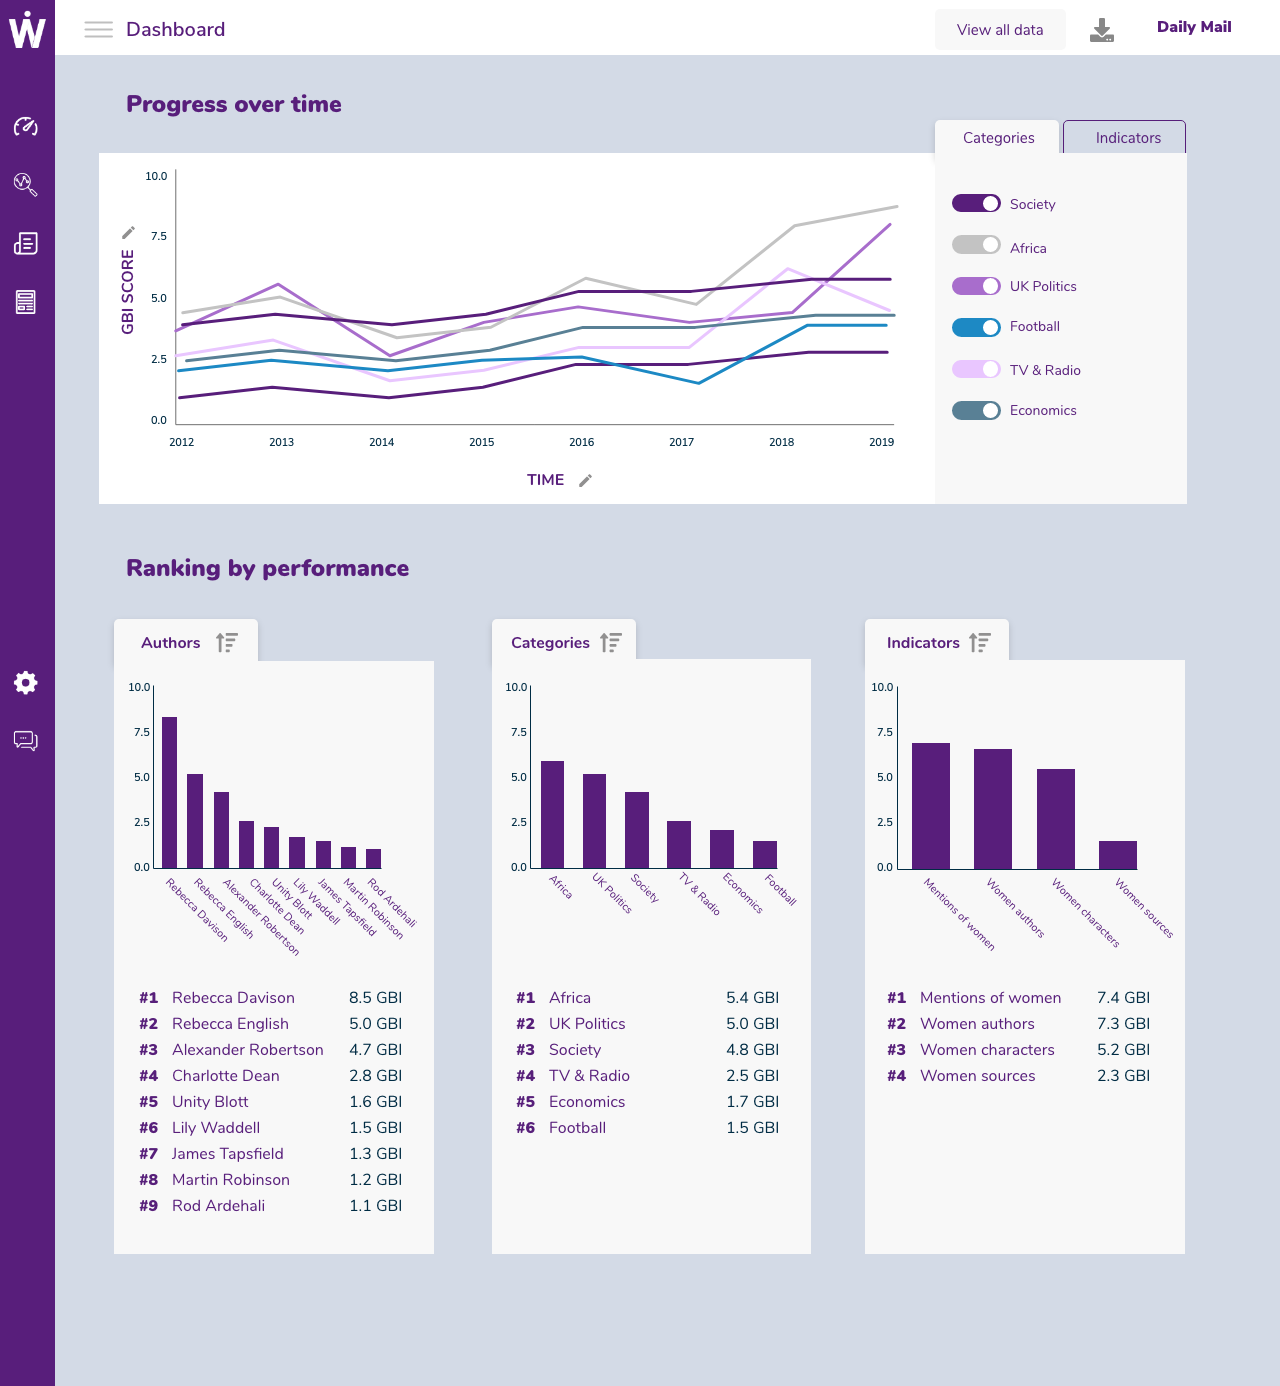 W
Dashboard
View all data
Daily Mail
Progress over time
Categories
Indicators
10.0
7.5
5.0
2.5
0.0
GBI SCORE
2012 2013 2014 2015 2016 2017 2018 2019
TIME
Society
Africa
UK Politics
Football
TV & Radio
Economics
Ranking by performance
Authors
10.0
7.5
5.0
2.5
0.0
Rebecca Davison
Rebecca English
Alexander Robertson
Charlotte Dean
Unity Blott
Lily Waddell
James Tapsfield
Martin Robinson
Rod Ardehali
#1 Rebecca Davison 8.5 GBI
#2 Rebecca English 5.0 GBI
#3 Alexander Robertson 4.7 GBI
#4 Charlotte Dean 2.8 GBI
#5 Unity Blott 1.6 GBI
#6 Lily Waddell 1.5 GBI
#7 James Tapsfield 1.3 GBI
#8 Martin Robinson 1.2 GBI
#9 Rod Ardehali 1.1 GBI
Categories
10.0
7.5
5.0
2.5
0.0
Africa
UK Politics
Society
TV & Radio
Economics
Football
#1 Africa 5.4 GBI
#2 UK Politics 5.0 GBI
#3 Society 4.8 GBI
#4 TV & Radio 2.5 GBI
#5 Economics 1.7 GBI
#6 Football 1.5 GBI
Indicators
10.0
7.5
5.0
2.5
0.0
Mentions of women
Women authors
Women characters
Women sources
#1 Mentions of women 7.4 GBI
#2 Women authors 7.3 GBI
#3 Women characters 5.2 GBI
#4 Women sources 2.3 GBI